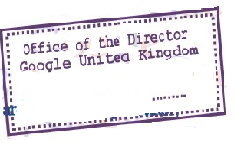 Office of the Director
Google United Kingdom